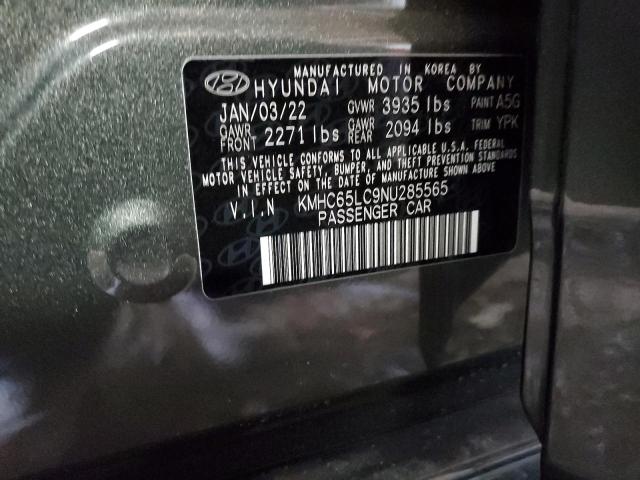 MANUFACTURED IN KOREA BY
HYUNDAI MOTOR COMPANY
JAN/03/22 GVWR 3935 lbs PAINT A5G
GAWR FRONT 2271 lbs GAWR REAR 2094 lbs TRIM YPK
THIS VEHICLE CONFORMS TO ALL APPLICABLE U.S.A. FEDERAL
MOTOR VEHICLE SAFETY, BUMPER, AND THEFT PREVENTION STANDARDS
IN EFFECT ON THE DATE OF MANUFACTURE SHOWN ABOVE.
V.I.N KMHC65LC9NU285565
PASSENGER CAR